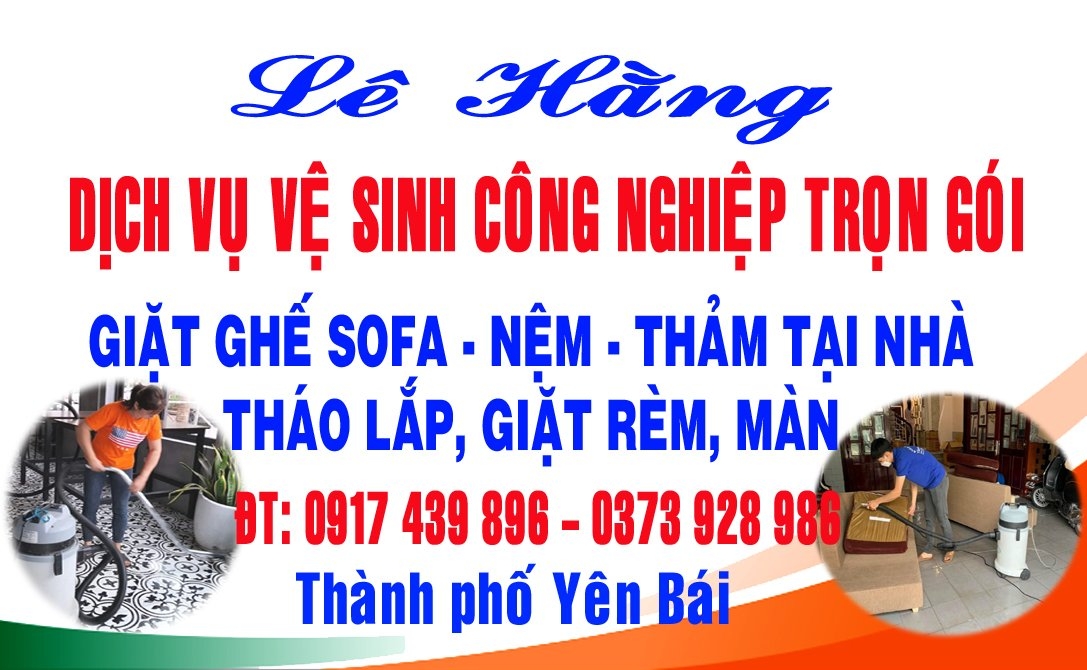 Lê Hằng
DỊCH VỤ VỆ SINH CÔNG NGHIỆP TRỌN GÓI
GIẶT GHẾ SOFA - NỆM - THẢM TẠI NHÀ
THÁO LẮP, GIẶT RÈM, MÀN
ĐT: 0917 439 896 – 0373 928 986
Thành phố Yên Bái